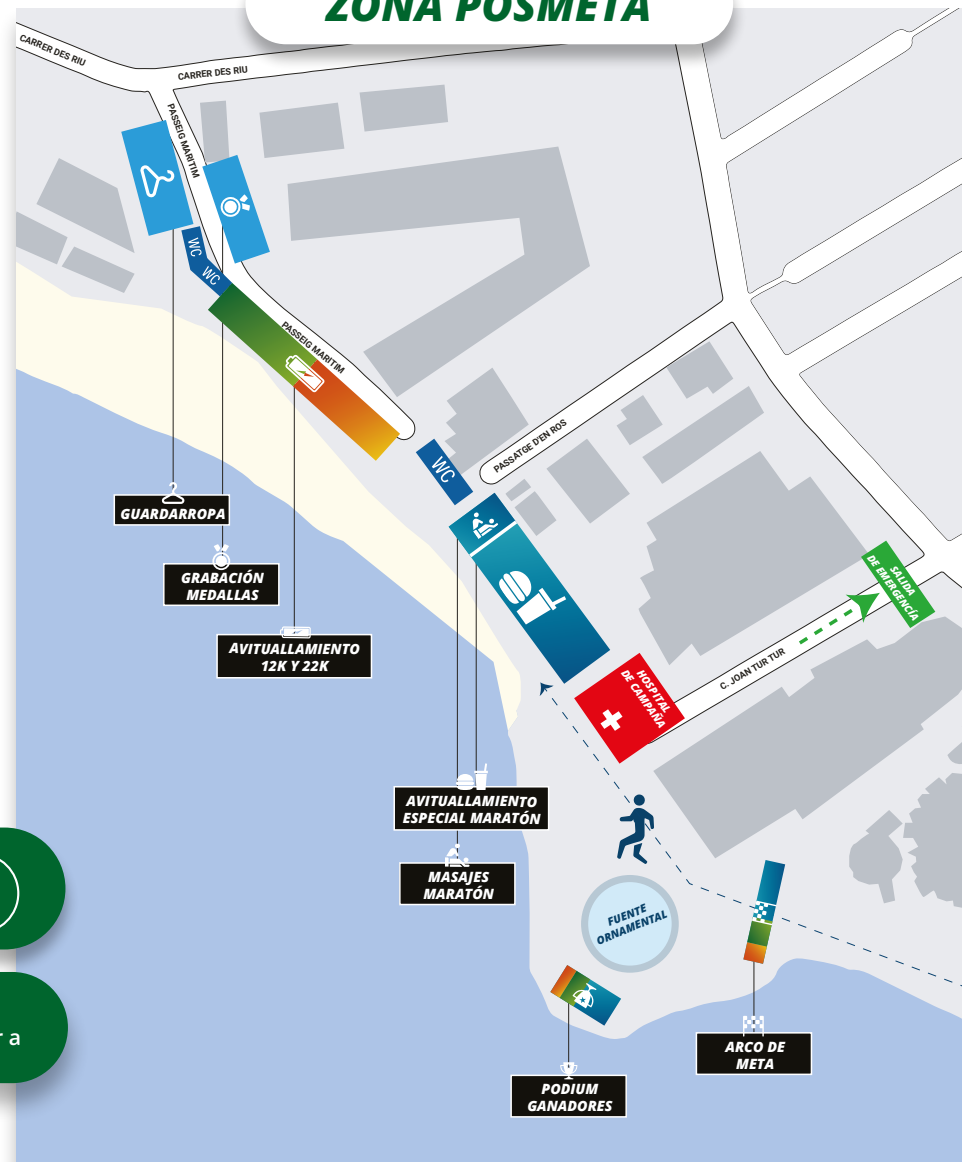 ZONA POSMETA
CARRER DES RIU
CARRER DES RIU
PASSEIG MARITIM
WC
WC
PASSEIG MARITIM
WC
PASSATGE D'EN ROS
GUARDARROPA
GRABACIÓN
MEDALLAS
AVITUALLAMIENTO
12K Y 22K
SALIDA
DE EMERGENCÍA
C. JOAN TUR TUR
HOSPITAL
DE CAMPAÑA
AVITUALLAMIENTO
ESPECIAL MARATÓN
MASAJES
MARATÓN
FUENTE
ORNAMENTAL
r a
ARCO DE
META
PODIUM
GANADORES